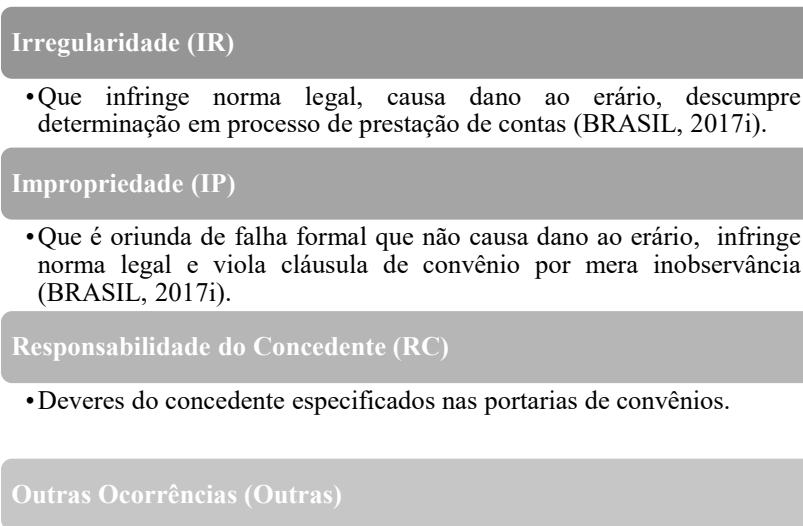 Irregularidade (IR)
•Que infringe norma legal, causa dano ao erário, descumpre
determinação em processo de prestação de contas (BRASIL, 2017i).
Impropriedade (IP)
•Que é oriunda de falha formal que não causa dano ao erário, infringe
norma legal e viola cláusula de convênio por mera inobservância
(BRASIL, 2017i).
Responsabilidade do Concedente (RC)
•Deveres do concedente especificados nas portarias de convênios.
Outras Ocorrências (Outras)